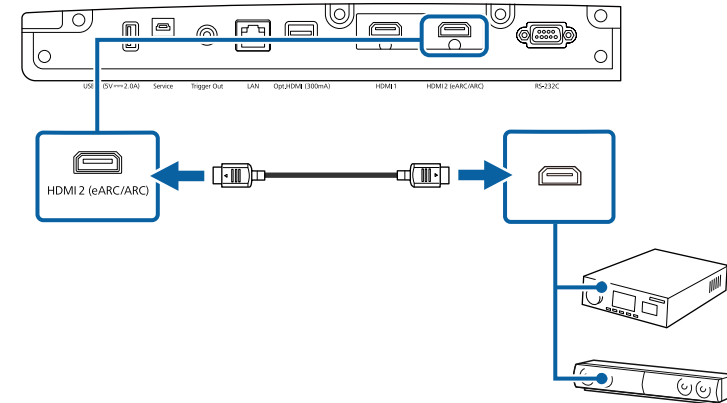 USB (5V⎓2.0A) Service Trigger Out LAN Opt.HDMI (300mA) HDMI 1 HDMI 2 (eARC/ARC) RS-232C
HDMI 2 (eARC/ARC)